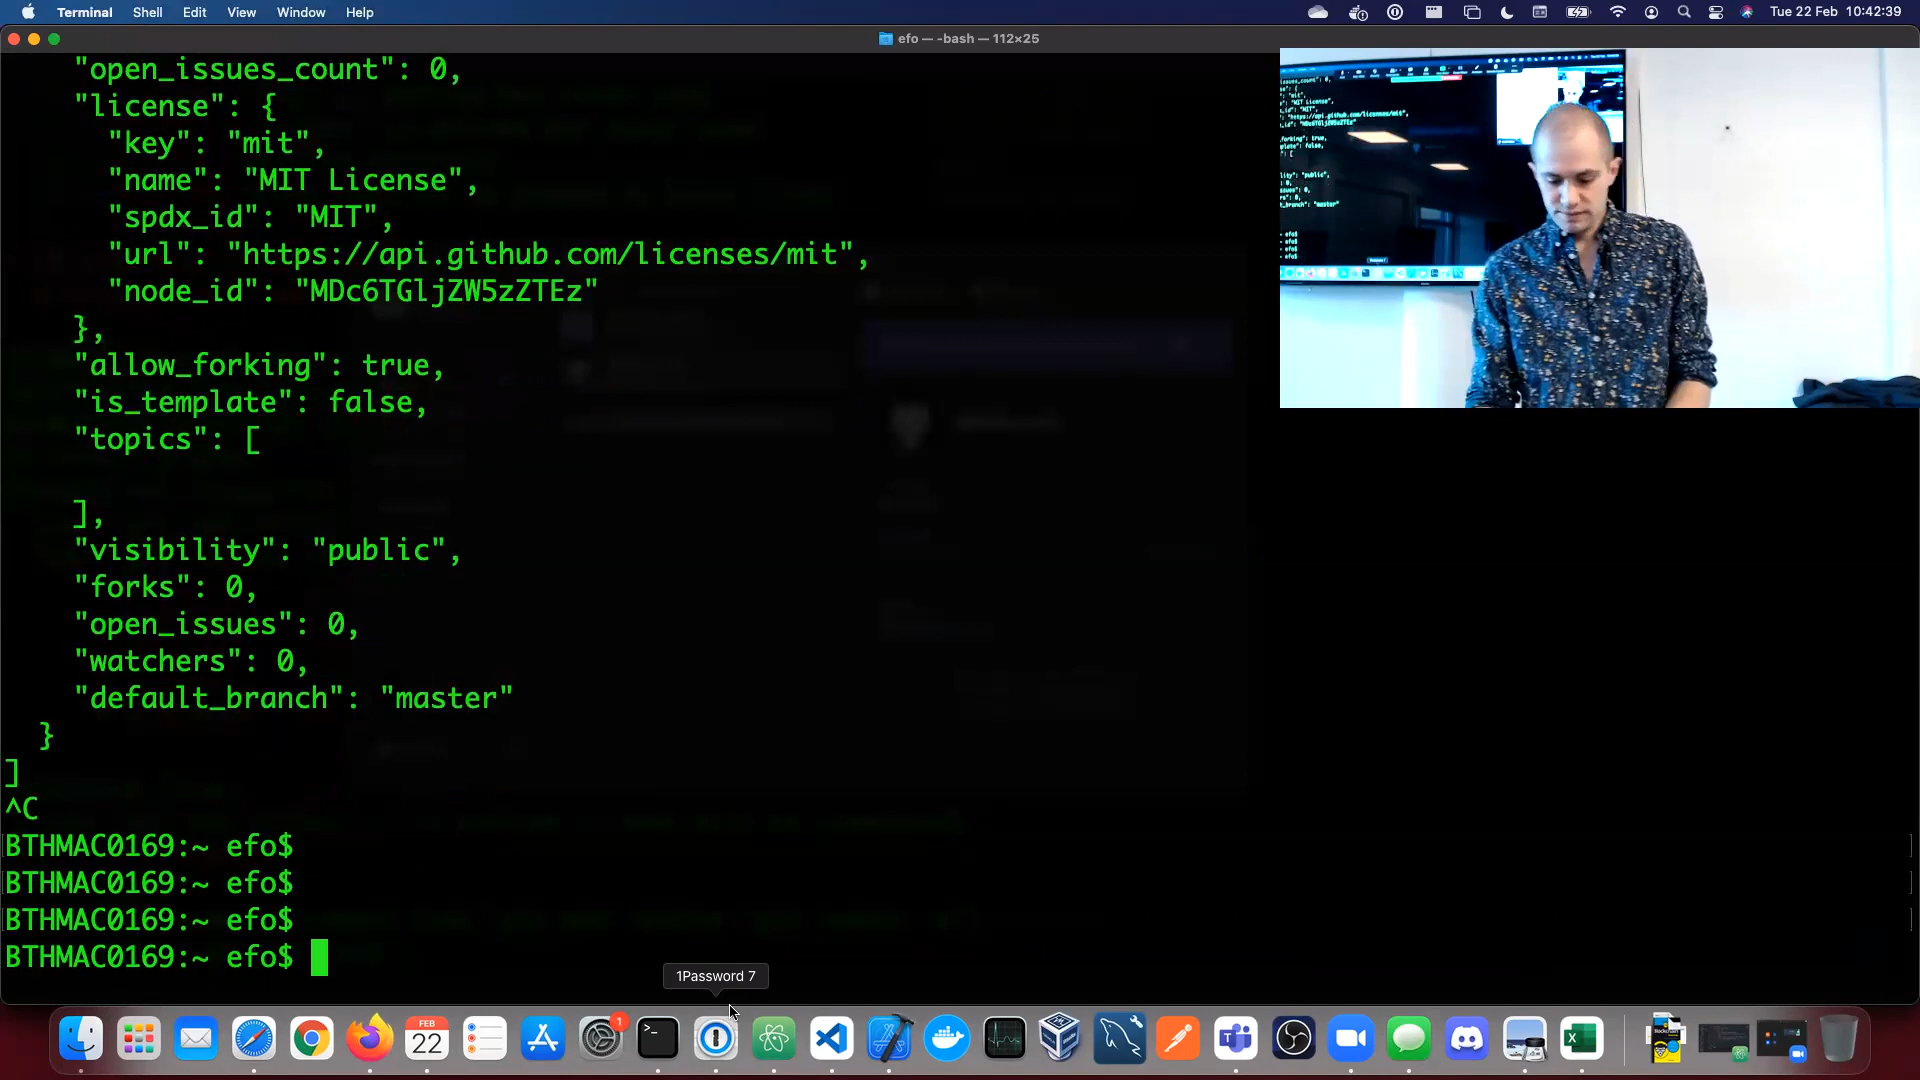 Terminal Shell Edit View Window Help Tue 22 Feb 10:42:39
efo — -bash — 112×25
"open_issues_count": 0,
"license": {
"key": "mit",
"name": "MIT License",
"spdx_id": "MIT",
"url": "https://api.github.com/licenses/mit",
"node_id": "MDc6TGljZW5zZTEz"
},
"allow_forking": true,
"is_template": false,
"topics": [
],
"visibility": "public",
"forks": 0,
"open_issues": 0,
"watchers": 0,
"default_branch": "master"
}
]
^C
BTHMAC0169:~ efo$
BTHMAC0169:~ efo$
BTHMAC0169:~ efo$
BTHMAC0169:~ efo$
1Password 7
FEB
22
1